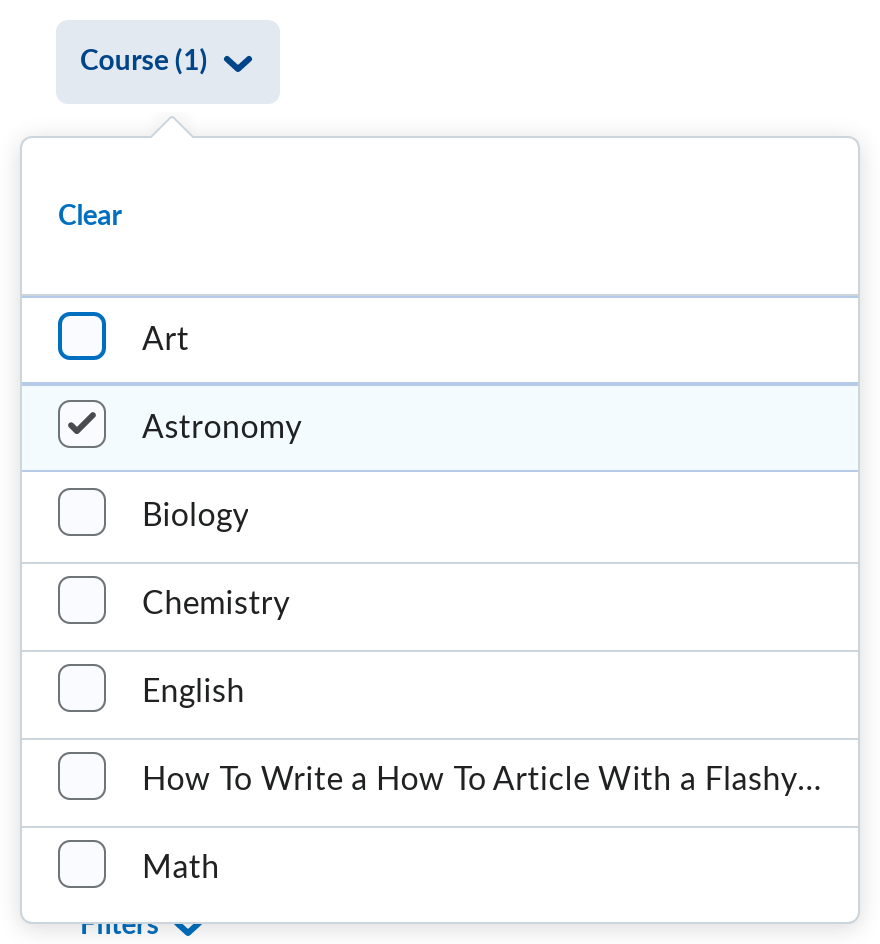 Course (1)
Clear
Art
Astronomy
Biology
Chemistry
English
How To Write a How To Article With a Flashy...
Math
Filters